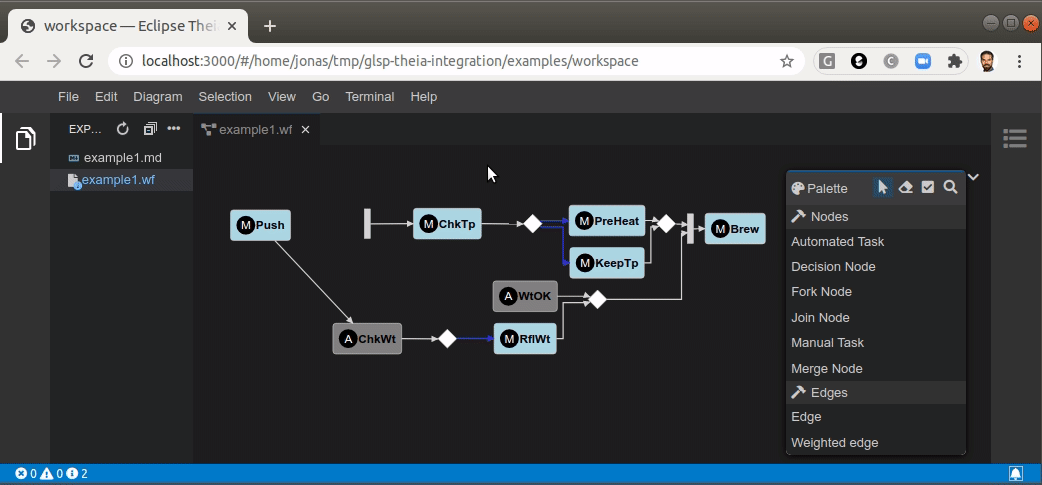 workspace — Eclipse Thei
localhost:3000/#/home/jonas/tmp/glsp-theia-integration/examples/workspace
G
C
File Edit Diagram Selection View Go Terminal Help
EXP...
example1.wf
example1.md
example1.wf
M Push
M ChkTp
M PreHeat
M Brew
M KeepTp
A WtOK
A ChkWt
M RflWt
Palette
Nodes
Automated Task
Decision Node
Fork Node
Join Node
Manual Task
Merge Node
Edges
Edge
Weighted edge
0 0 2